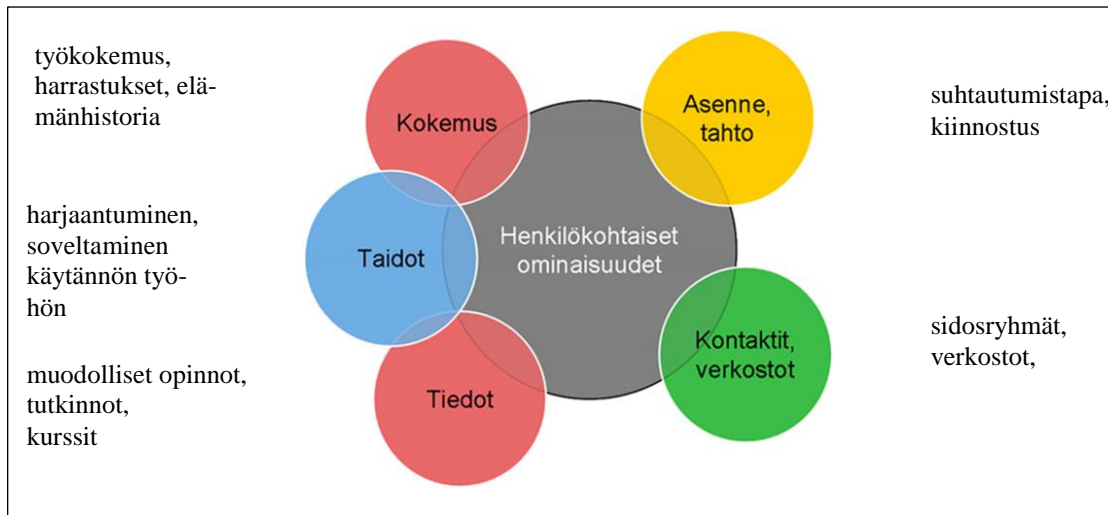 työkokemus,
harrastukset, elä-
mänhistoria
Kokemus
Asenne,
tahto
suhtautumistapa,
kiinnostus
harjaantuminen,
soveltaminen
käytännön työ-
hön
Taidot
Henkilökohtaiset
ominaisuudet
muodolliset opinnot,
tutkinnot,
kurssit
Tiedot
Kontaktit,
verkostot
sidosryhmät,
verkostot,